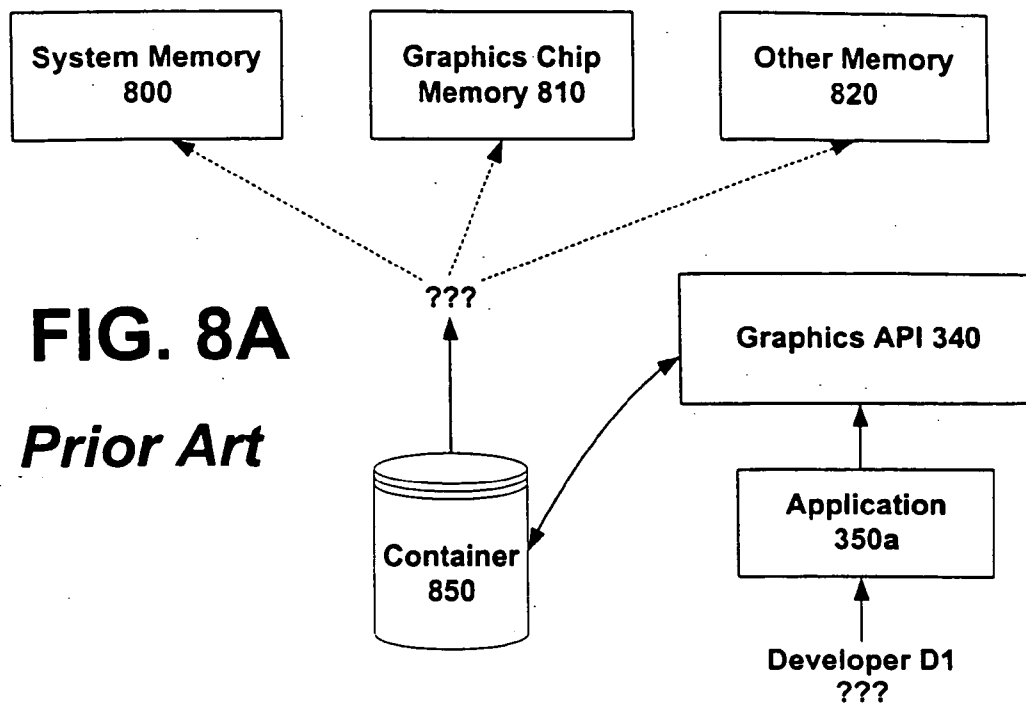 System Memory
800
Graphics Chip
Memory 810
Other Memory
820
???
FIG. 8A
Prior Art
Graphics API 340
Container
850
Application
350a
Developer D1
???